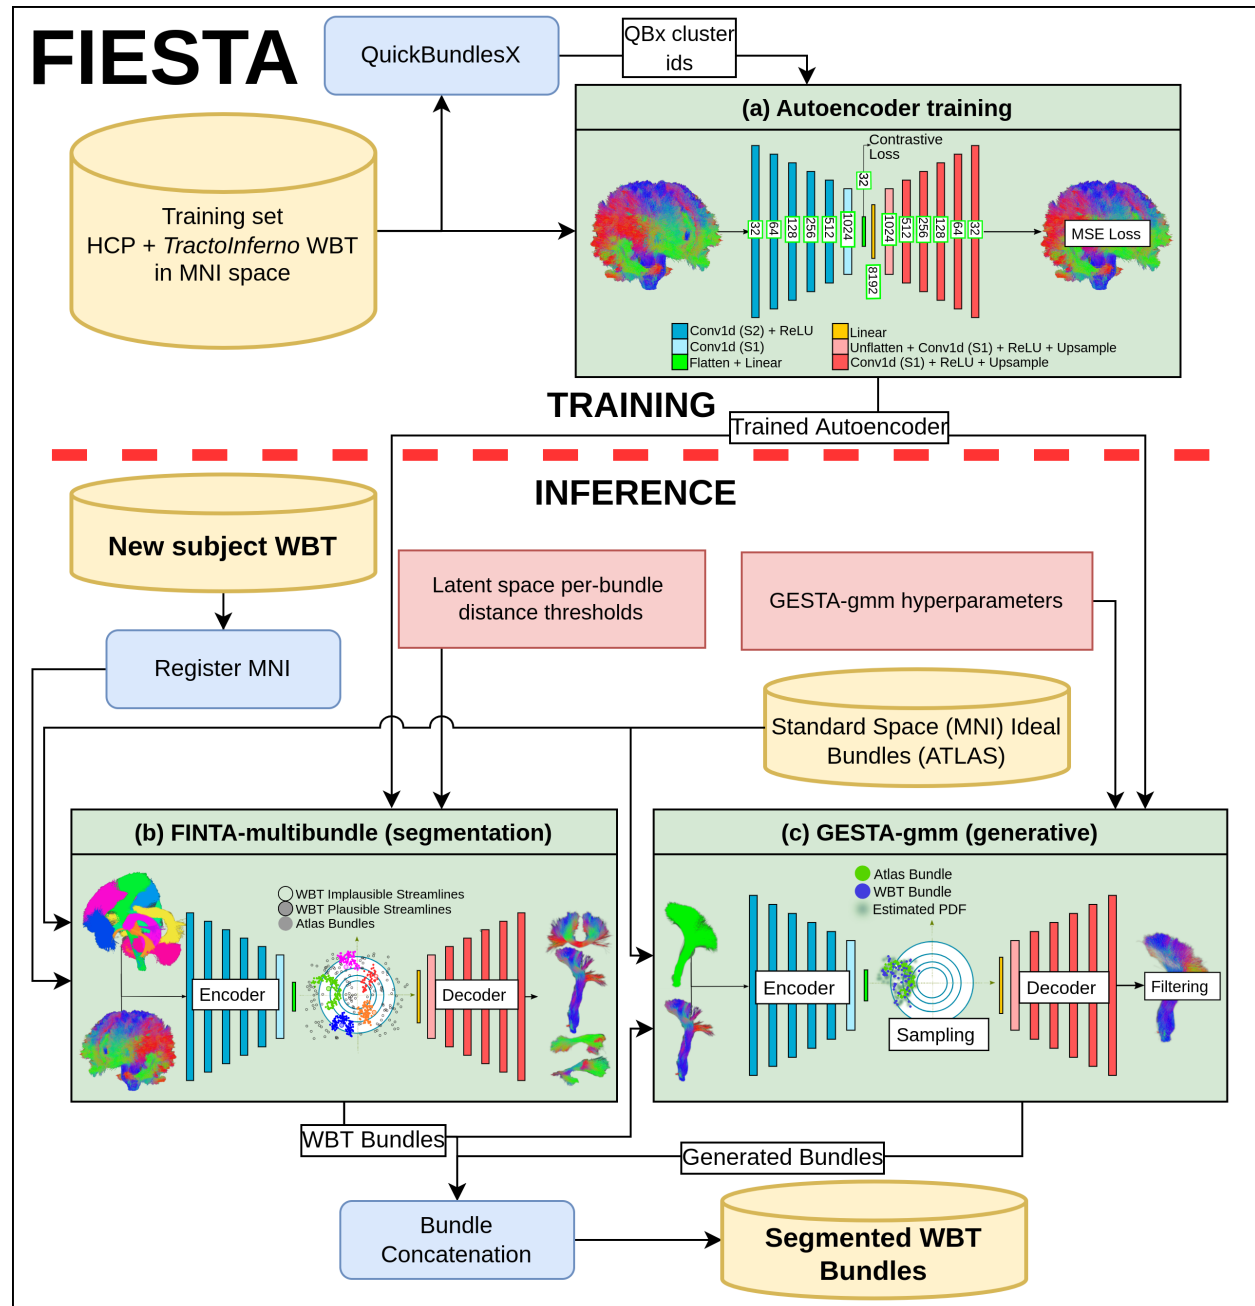 FIESTA
QuickBundlesX
QBx cluster
ids
Training set
HCP + TractoInferno WBT
in MNI space
(a) Autoencoder training
Contrastive
Loss
32
64
128
256
512
1024
32
8192
1024
512
256
128
64
32
MSE Loss
Conv1d (S2) + ReLU
Conv1d (S1)
Flatten + Linear
Linear
Unflatten + Conv1d (S1) + ReLU + Upsample
Conv1d (S1) + ReLU + Upsample
TRAINING
Trained Autoencoder
INFERENCE
New subject WBT
Register MNI
Latent space per-bundle
distance thresholds
GESTA-gmm hyperparameters
Standard Space (MNI) Ideal
Bundles (ATLAS)
(b) FINTA-multibundle (segmentation)
WBT Implausible Streamlines
WBT Plausible Streamlines
Atlas Bundles
Encoder
Decoder
(c) GESTA-gmm (generative)
Atlas Bundle
WBT Bundle
Estimated PDF
Encoder
Sampling
Decoder
Filtering
WBT Bundles
Generated Bundles
Bundle
Concatenation
Segmented WBT
Bundles